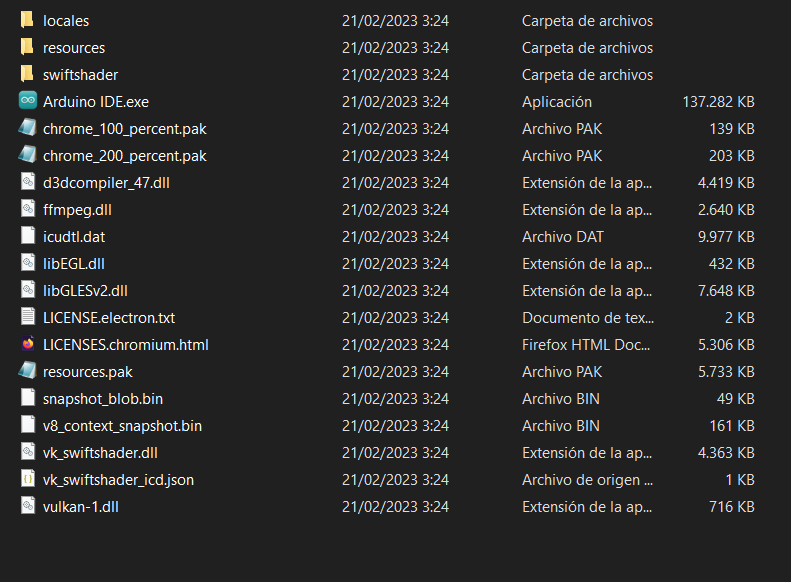 locales 21/02/2023 3:24 Carpeta de archivos
resources 21/02/2023 3:24 Carpeta de archivos
swiftshader 21/02/2023 3:24 Carpeta de archivos
Arduino IDE.exe 21/02/2023 3:24 Aplicación 137.282 KB
chrome_100_percent.pak 21/02/2023 3:24 Archivo PAK 139 KB
chrome_200_percent.pak 21/02/2023 3:24 Archivo PAK 203 KB
d3dcompiler_47.dll 21/02/2023 3:24 Extensión de la ap... 4.419 KB
ffmpeg.dll 21/02/2023 3:24 Extensión de la ap... 2.640 KB
icudtl.dat 21/02/2023 3:24 Archivo DAT 9.977 KB
libEGL.dll 21/02/2023 3:24 Extensión de la ap... 432 KB
libGLESv2.dll 21/02/2023 3:24 Extensión de la ap... 7.648 KB
LICENSE.electron.txt 21/02/2023 3:24 Documento de tex... 2 KB
LICENSES.chromium.html 21/02/2023 3:24 Firefox HTML Doc... 5.306 KB
resources.pak 21/02/2023 3:24 Archivo PAK 5.733 KB
snapshot_blob.bin 21/02/2023 3:24 Archivo BIN 49 KB
v8_context_snapshot.bin 21/02/2023 3:24 Archivo BIN 161 KB
vk_swiftshader.dll 21/02/2023 3:24 Extensión de la ap... 4.363 KB
vk_swiftshader_icd.json 21/02/2023 3:24 Archivo de origen ... 1 KB
vulkan-1.dll 21/02/2023 3:24 Extensión de la ap... 716 KB